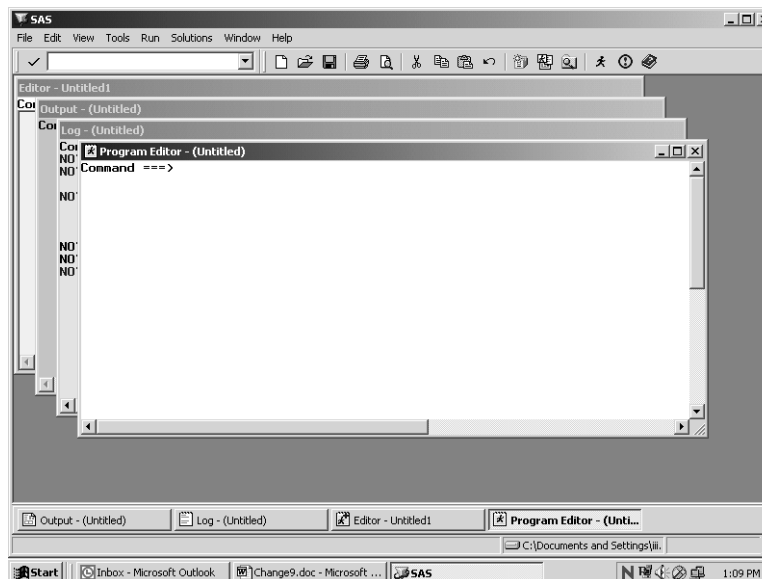 SAS
File Edit View Tools Run Solutions Window Help
Editor - Untitled1
Output - (Untitled)
Log - (Untitled)
Program Editor - (Untitled)
Command ===>
Output - (Untitled) Log - (Untitled) Editor - Untitled1 Program Editor - (Unti...
C:\Documents and Settings\iii.
Start Inbox - Microsoft Outlook Change9.doc - Microsoft ... SAS 1:09 PM